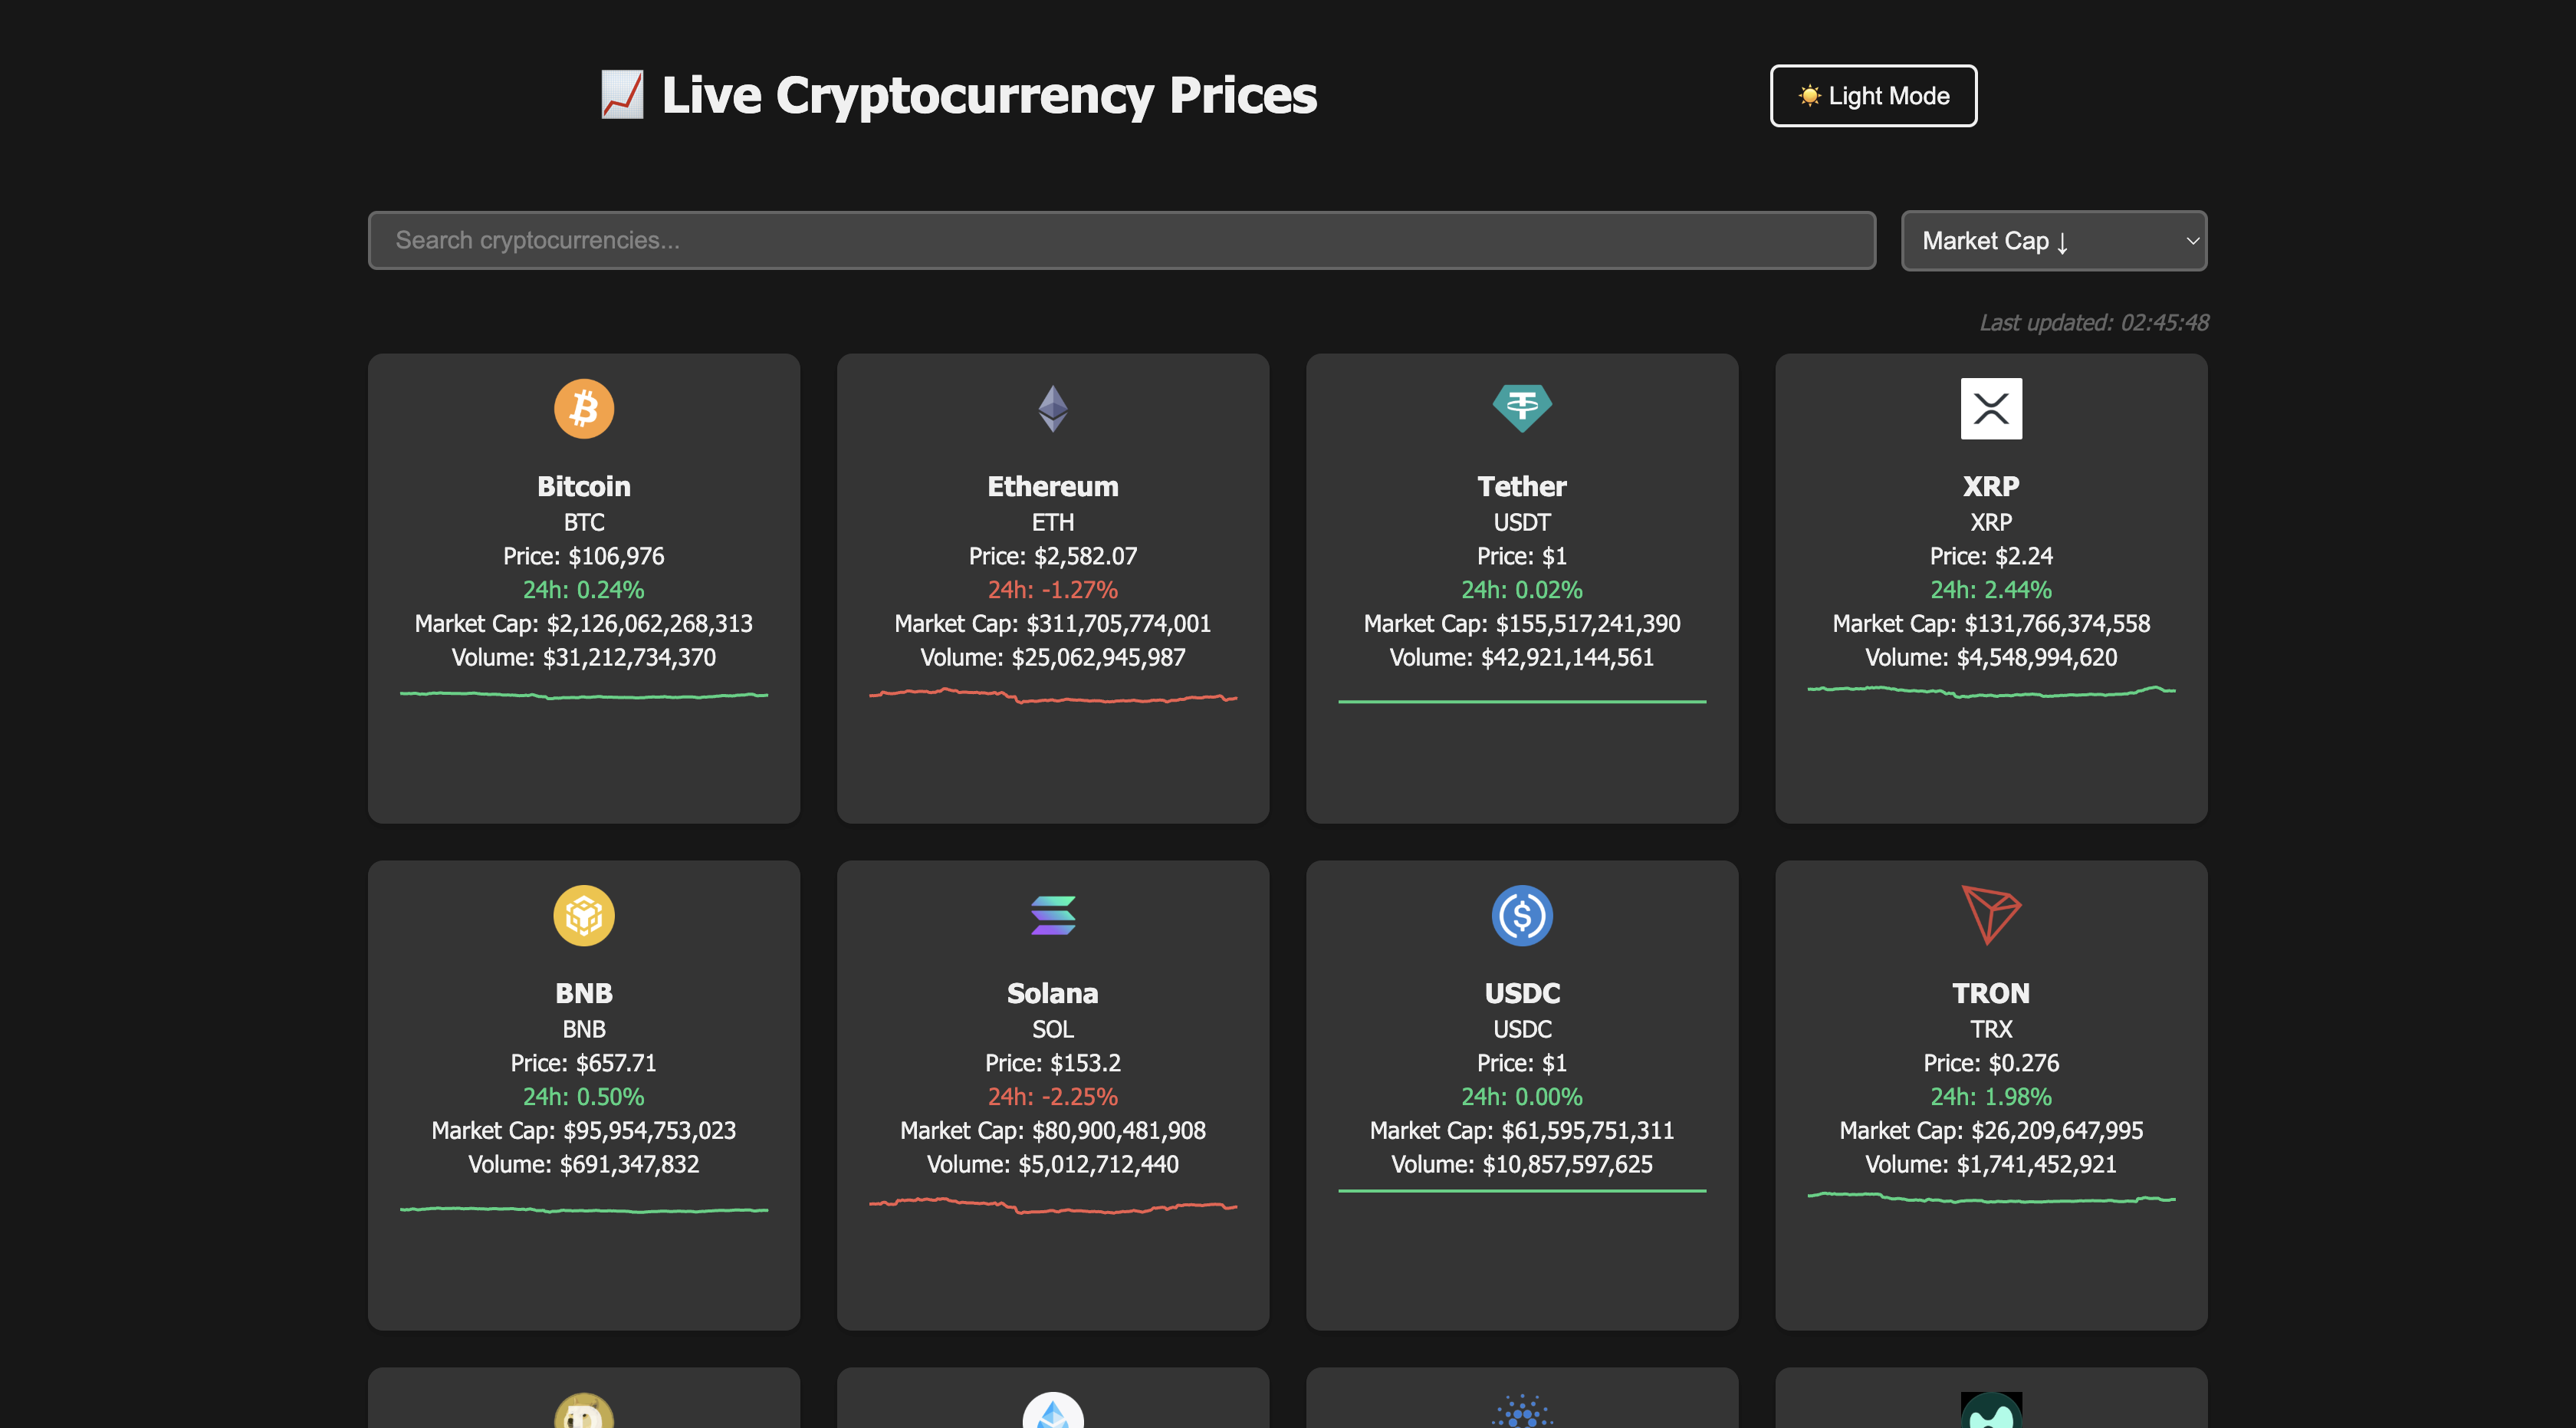 📈 Live Cryptocurrency Prices
☀️ Light Mode
Search cryptocurrencies...
Market Cap ↓
Last updated: 02:45:48
Bitcoin
BTC
Price: $106,976
24h: 0.24%
Market Cap: $2,126,062,268,313
Volume: $31,212,734,370
Ethereum
ETH
Price: $2,582.07
24h: -1.27%
Market Cap: $311,705,774,001
Volume: $25,062,945,987
Tether
USDT
Price: $1
24h: 0.02%
Market Cap: $155,517,241,390
Volume: $42,921,144,561
XRP
XRP
Price: $2.24
24h: 2.44%
Market Cap: $131,766,374,558
Volume: $4,548,994,620
BNB
BNB
Price: $657.71
24h: 0.50%
Market Cap: $95,954,753,023
Volume: $691,347,832
Solana
SOL
Price: $153.2
24h: -2.25%
Market Cap: $80,900,481,908
Volume: $5,012,712,440
USDC
USDC
Price: $1
24h: 0.00%
Market Cap: $61,595,751,311
Volume: $10,857,597,625
TRON
TRX
Price: $0.276
24h: 1.98%
Market Cap: $26,209,647,995
Volume: $1,741,452,921